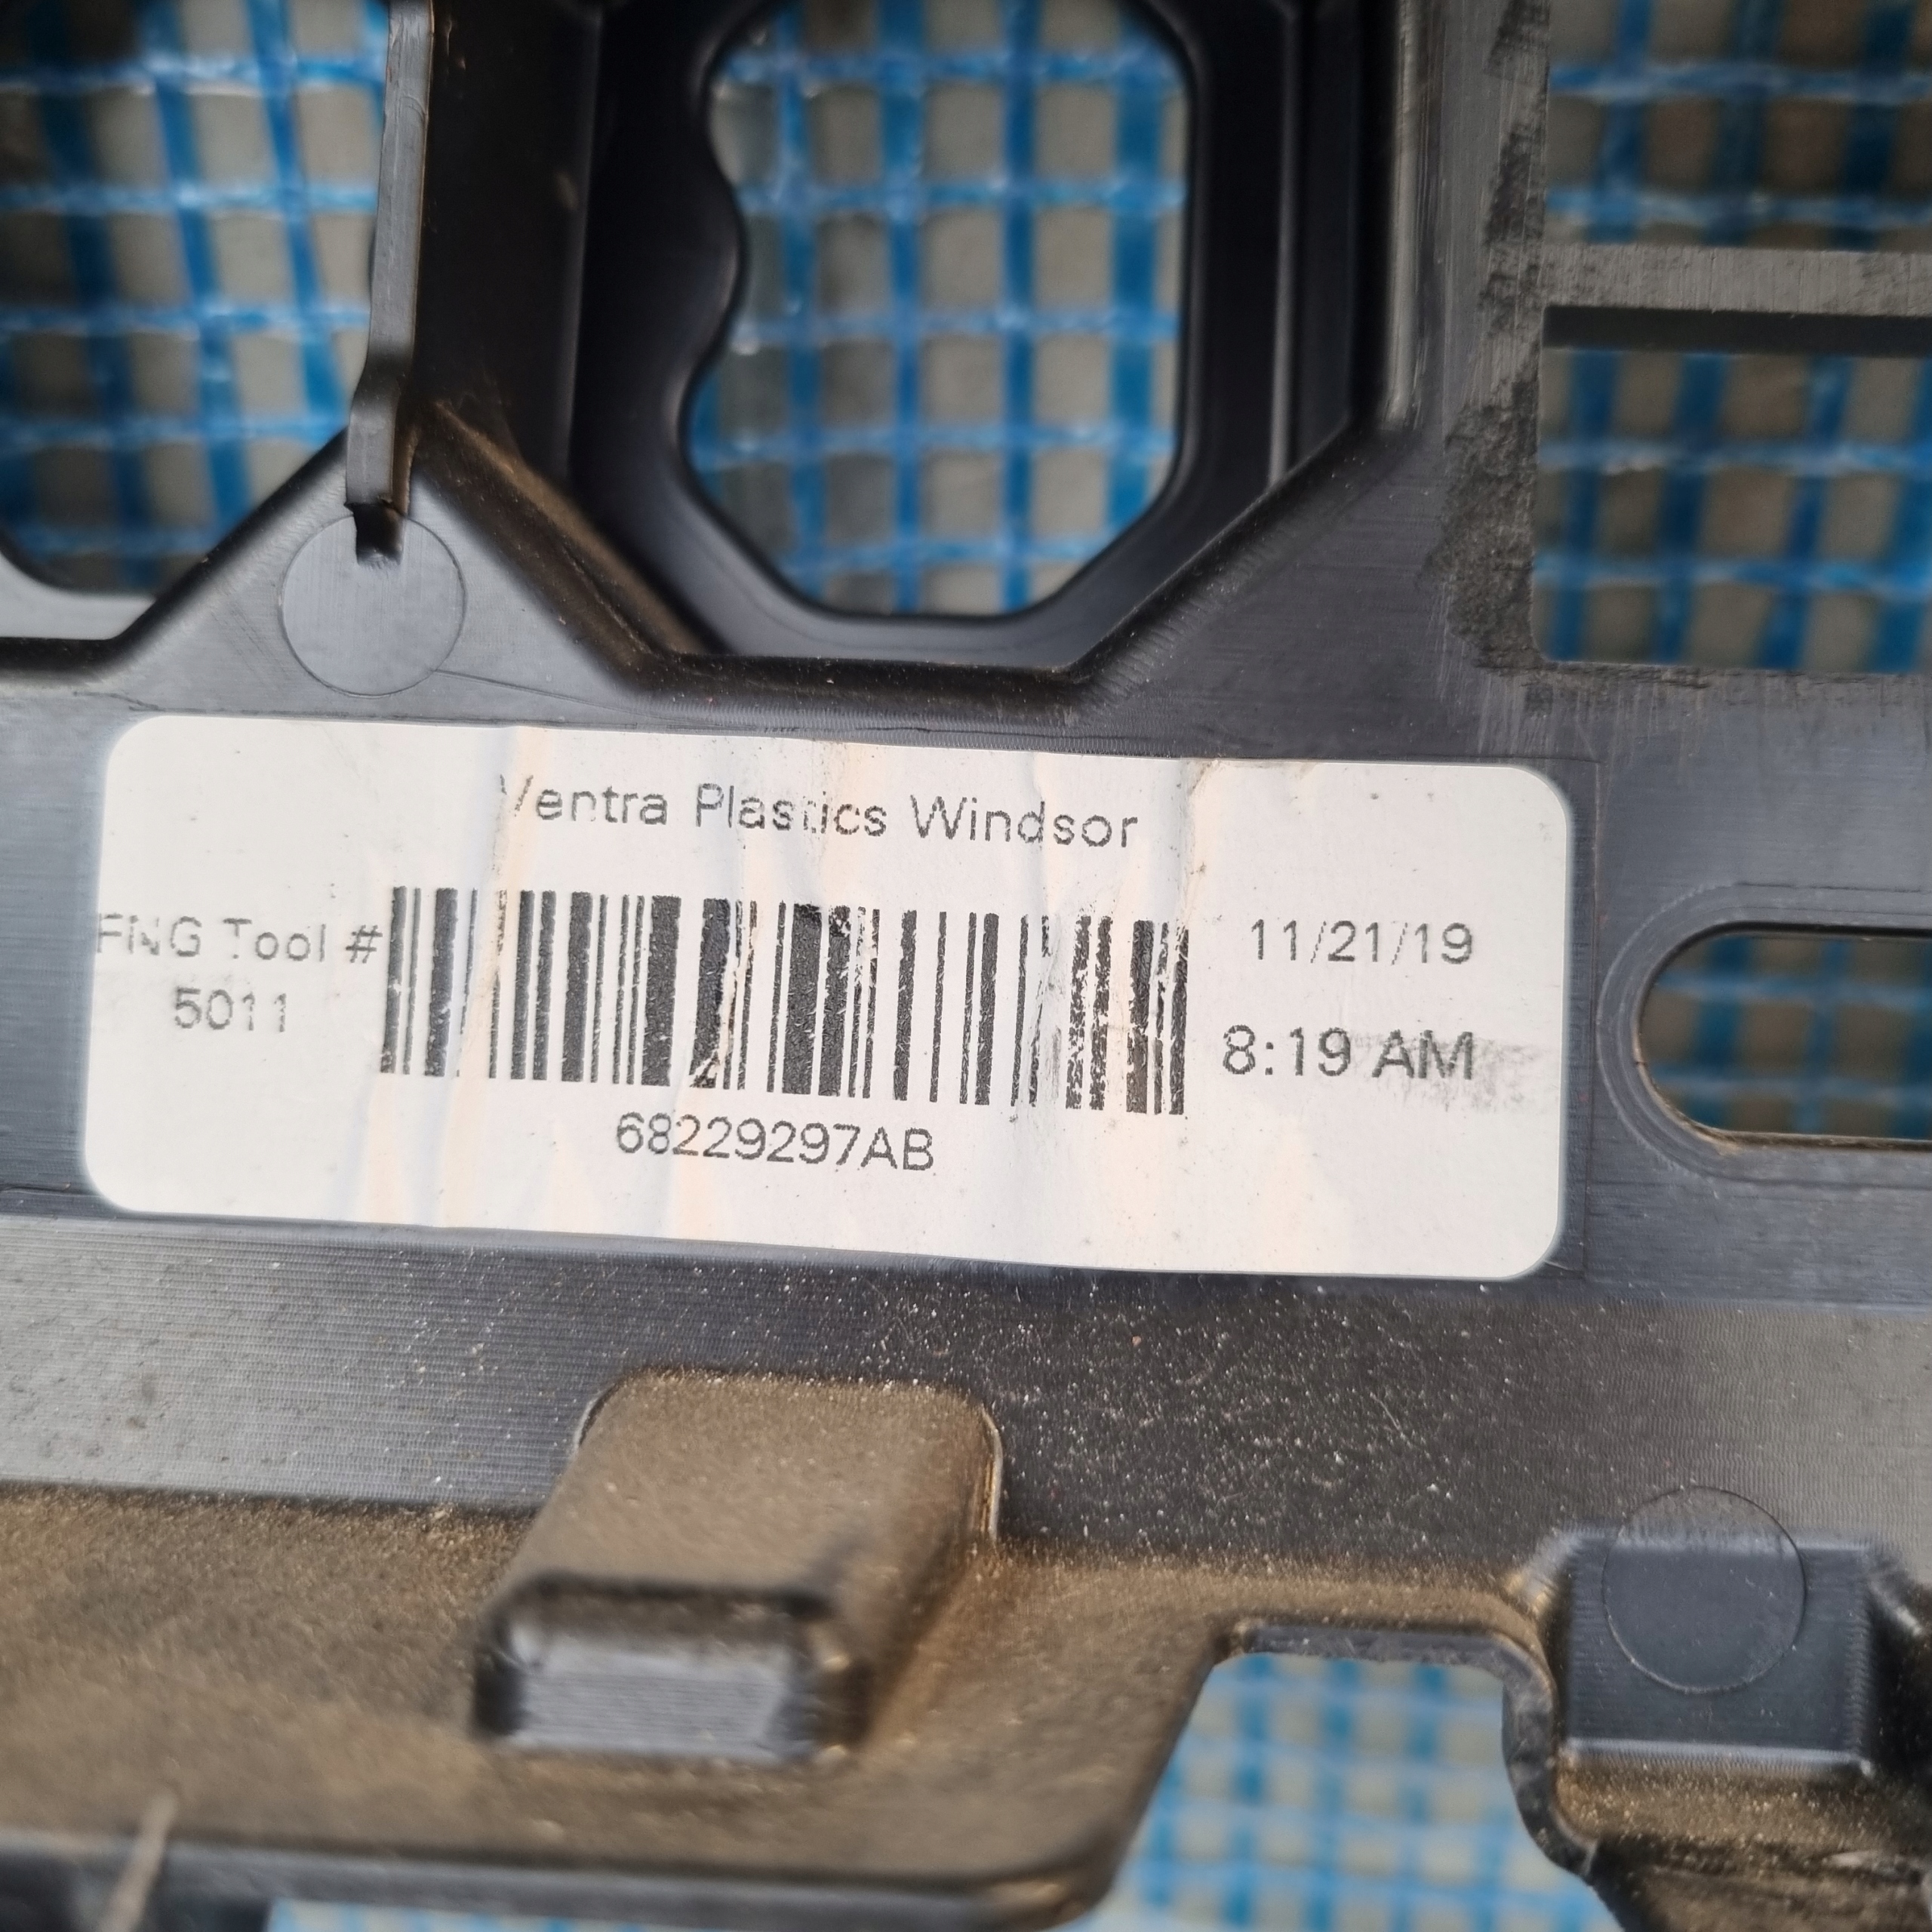 Ventra Plastics Windsor
FNG Tool #
5011
11/21/19
8:19 AM
68229297AB